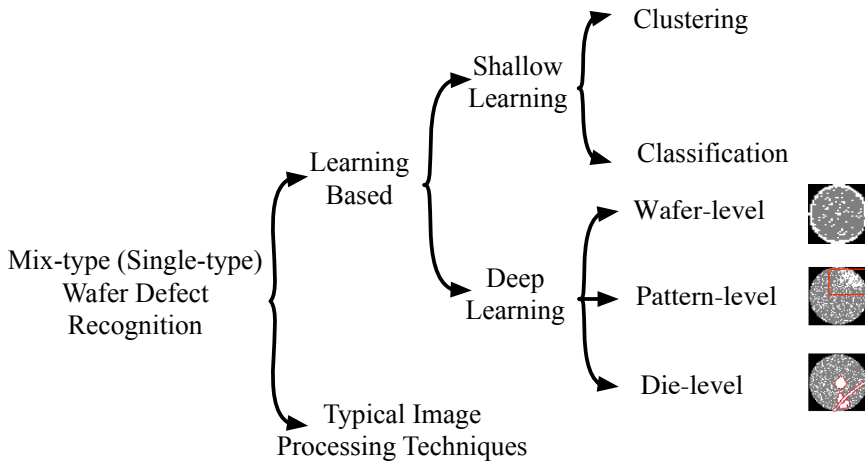 Mix-type (Single-type)
Wafer Defect
Recognition
Learning
Based
Typical Image
Processing Techniques
Shallow
Learning
Deep
Learning
Clustering
Classification
Wafer-level
Pattern-level
Die-level